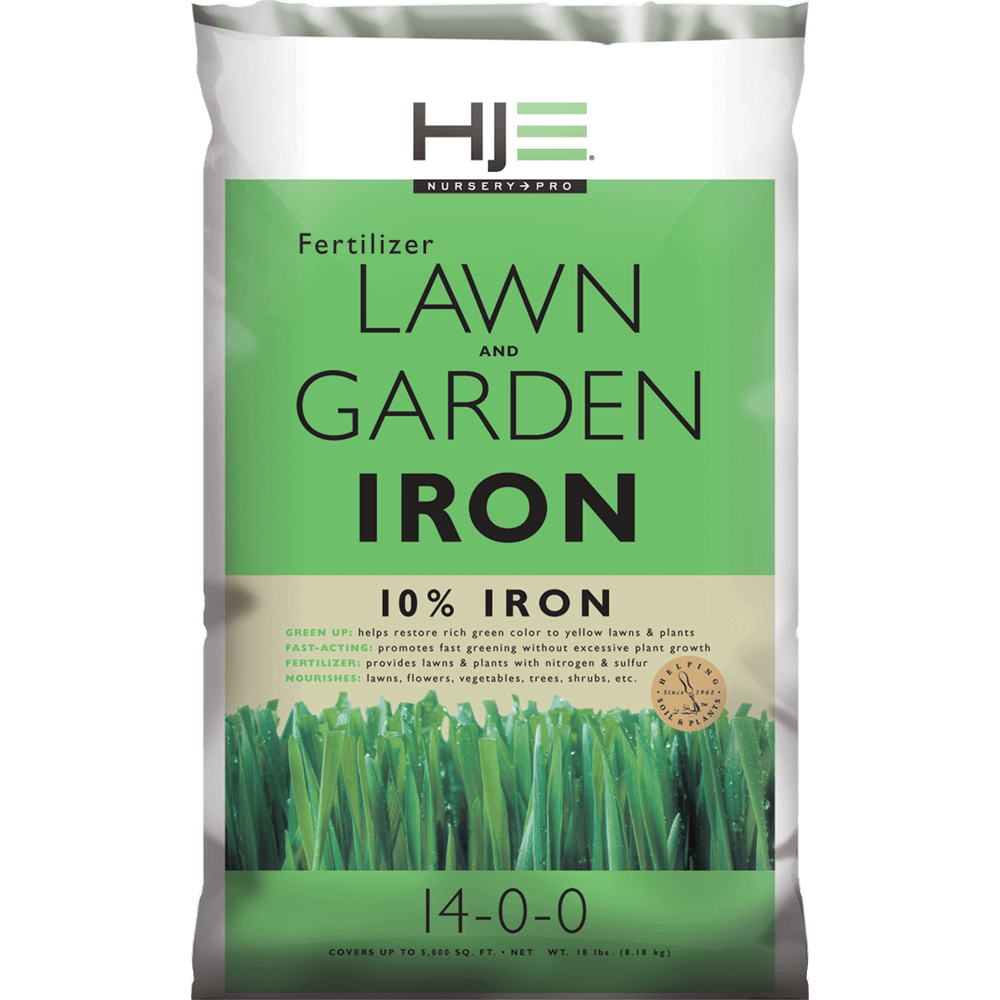 HJE®
NURSERY→PRO
Fertilizer
LAWN
AND
GARDEN
IRON
10% IRON
GREEN UP: helps restore rich green color to yellow lawns & plants
FAST-ACTING: promotes fast greening without excessive plant growth
FERTILIZER: provides lawns & plants with nitrogen & sulfur
NOURISHES: lawns, flowers, vegetables, trees, shrubs, etc.
HELPING
Since 1962
SOIL & PLANTS™
14-0-0
COVERS UP TO 5,000 SQ. FT. • NET WT. 18 lbs. (8.18 kg)